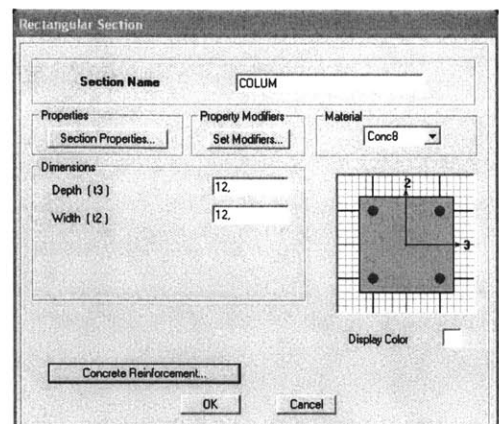 Rectangular Section
Section Name
COLUM
Properties
Section Properties...
Property Modifiers
Set Modifiers...
Material
Conc8
Dimensions
Depth (t3)
12.
Width (t2)
12.
2
3
Display Color
Concrete Reinforcement...
OK
Cancel